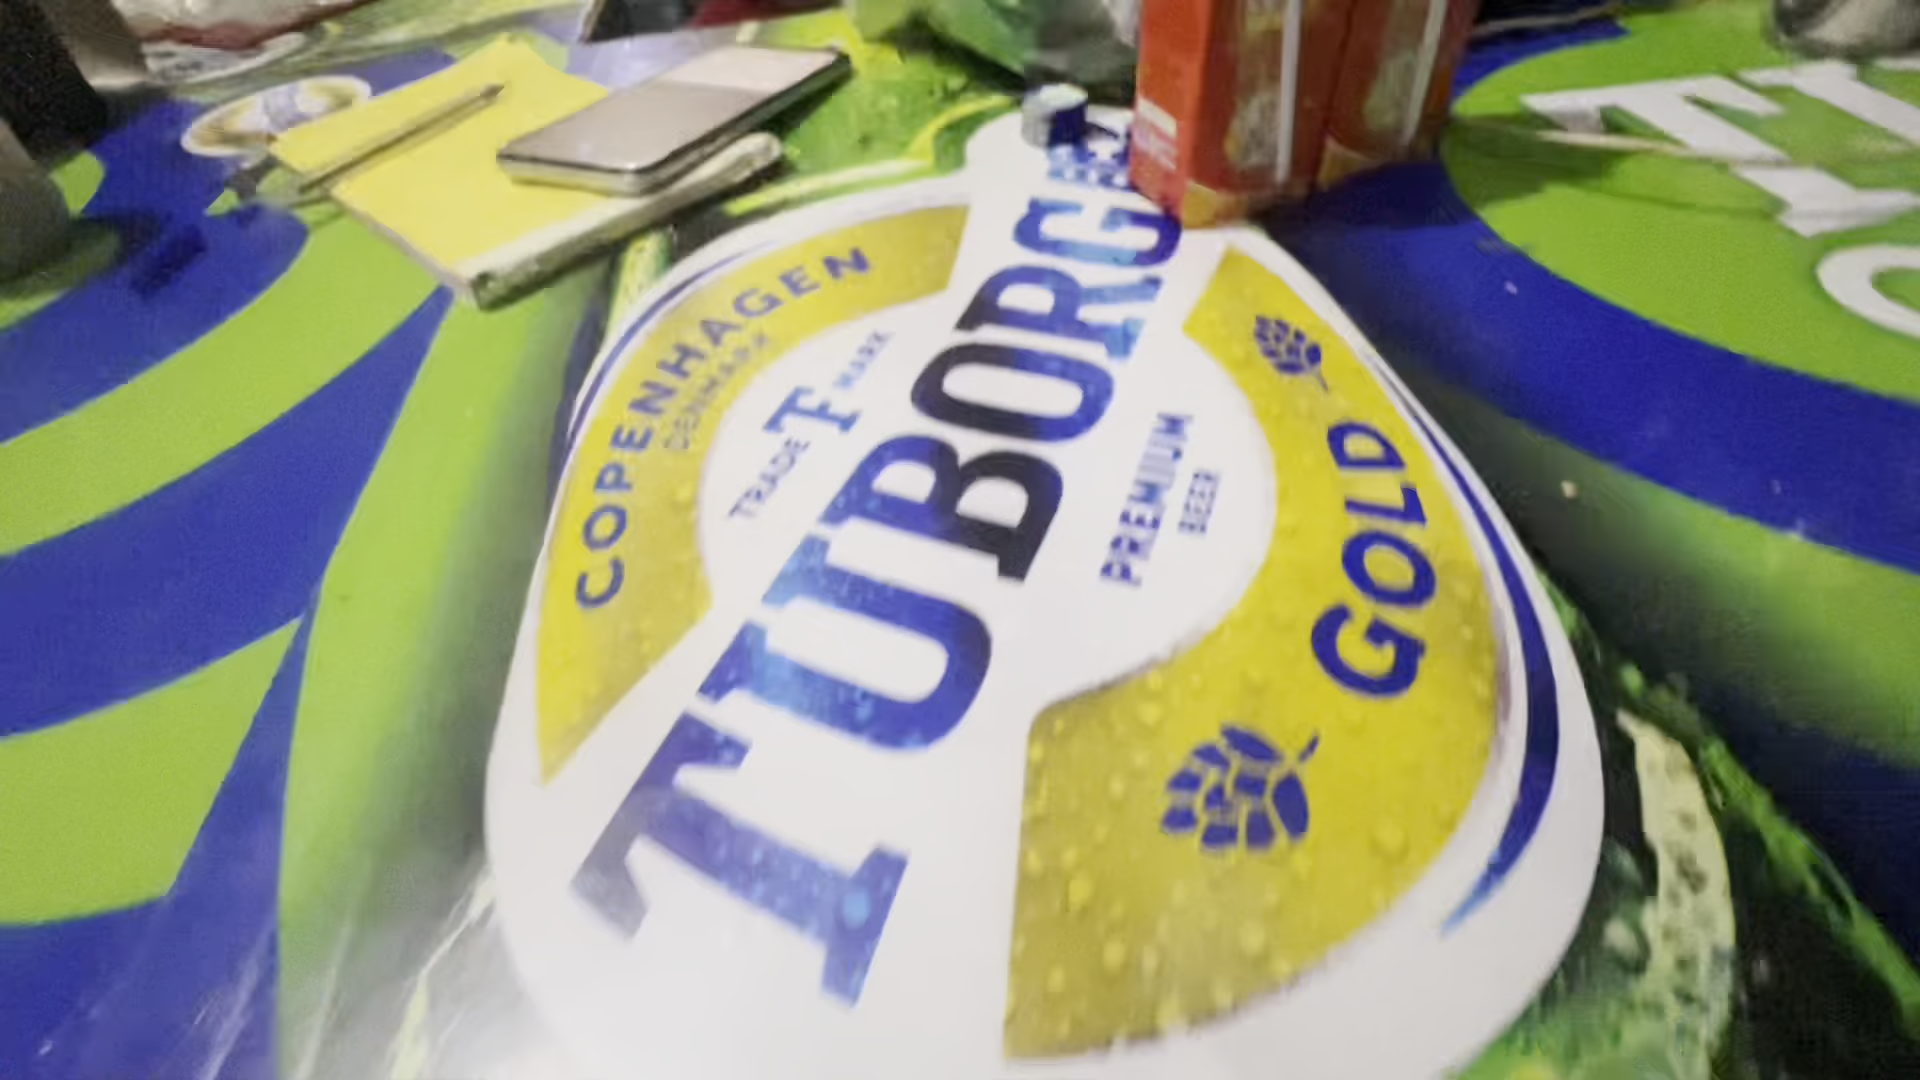 COPENHAGEN
DENMARK
TRADE T MARK
TUBORG
PREMIUM
BEER
GOLD